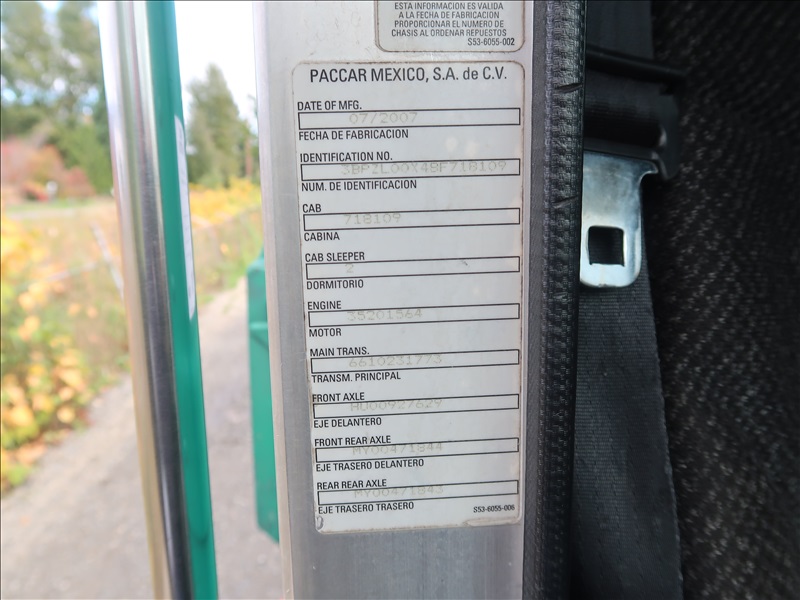 ESTA INFORMACION ES VALIDA
A LA FECHA DE FABRICACION
PROPORCIONAR EL NUMERO DE
CHASIS AL ORDENAR REPUESTOS
S53-6055-002
PACCAR MEXICO, S.A. de C.V.
DATE OF MFG.
07/2007
FECHA DE FABRICACION
IDENTIFICATION NO.
3BPZL00X48F718109
NUM. DE IDENTIFICACION
CAB
718109
CABINA
CAB SLEEPER
2
DORMITORIO
ENGINE
35201564
MOTOR
MAIN TRANS.
6610231773
TRANSM. PRINCIPAL
FRONT AXLE
HU00927629
EJE DELANTERO
FRONT REAR AXLE
MY00471844
EJE TRASERO DELANTERO
REAR REAR AXLE
MY00471843
EJE TRASERO TRASERO
S53-6055-006